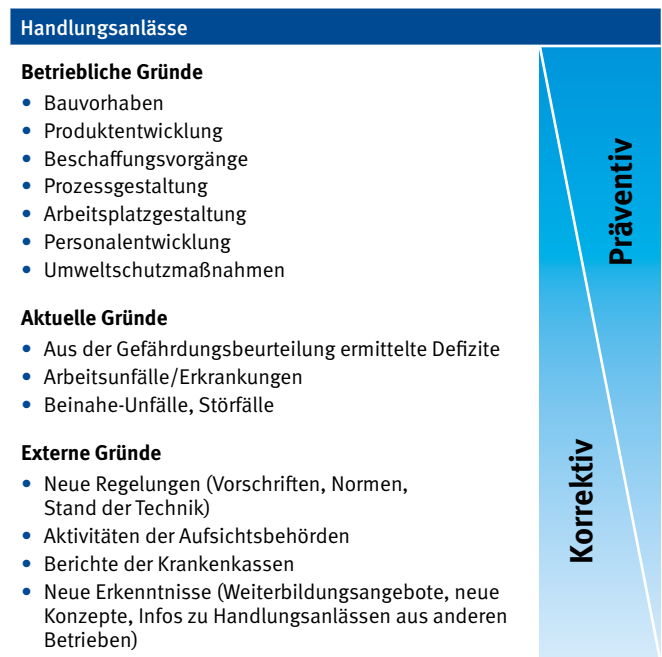 Handlungsanlässe
Betriebliche Gründe
• Bauvorhaben
• Produktentwicklung
• Beschaffungsvorgänge
• Prozessgestaltung
• Arbeitsplatzgestaltung
• Personalentwicklung
• Umweltschutzmaßnahmen
Aktuelle Gründe
• Aus der Gefährdungsbeurteilung ermittelte Defizite
• Arbeitsunfälle/Erkrankungen
• Beinahe-Unfälle, Störfälle
Externe Gründe
• Neue Regelungen (Vorschriften, Normen,
Stand der Technik)
• Aktivitäten der Aufsichtsbehörden
• Berichte der Krankenkassen
• Neue Erkenntnisse (Weiterbildungsangebote, neue
Konzepte, Infos zu Handlungsanlässen aus anderen
Betrieben)
Präventiv
Korrektiv